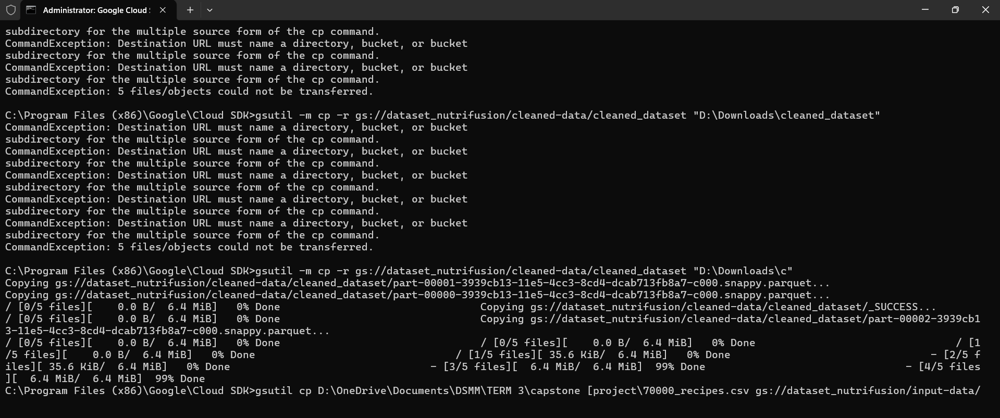 Administrator: Google Cloud S
subdirectory for the multiple source form of the cp command.
CommandException: Destination URL must name a directory, bucket, or bucket
subdirectory for the multiple source form of the cp command.
CommandException: Destination URL must name a directory, bucket, or bucket
subdirectory for the multiple source form of the cp command.
CommandException: 5 files/objects could not be transferred.
C:\Program Files (x86)\Google\Cloud SDK>gsutil -m cp -r gs://dataset_nutrifusion/cleaned-data/cleaned_dataset "D:\Downloads\cleaned_dataset"
CommandException: Destination URL must name a directory, bucket, or bucket
subdirectory for the multiple source form of the cp command.
CommandException: Destination URL must name a directory, bucket, or bucket
subdirectory for the multiple source form of the cp command.
CommandException: Destination URL must name a directory, bucket, or bucket
subdirectory for the multiple source form of the cp command.
CommandException: Destination URL must name a directory, bucket, or bucket
subdirectory for the multiple source form of the cp command.
CommandException: Destination URL must name a directory, bucket, or bucket
subdirectory for the multiple source form of the cp command.
CommandException: 5 files/objects could not be transferred.
C:\Program Files (x86)\Google\Cloud SDK>gsutil -m cp -r gs://dataset_nutrifusion/cleaned-data/cleaned_dataset "D:\Downloads\c"
Copying gs://dataset_nutrifusion/cleaned-data/cleaned_dataset/part-00001-3939cb13-11e5-4cc3-8cd4-dcab713fb8a7-c000.snappy.parquet...
Copying gs://dataset_nutrifusion/cleaned-data/cleaned_dataset/part-00000-3939cb13-11e5-4cc3-8cd4-dcab713fb8a7-c000.snappy.parquet...
/ [0/5 files][    0.0 B/  6.4 MiB]   0% Done                                Copying gs://dataset_nutrifusion/cleaned-data/cleaned_dataset/_SUCCESS...
/ [0/5 files][    0.0 B/  6.4 MiB]   0% Done                                Copying gs://dataset_nutrifusion/cleaned-data/cleaned_dataset/part-00002-3939cb1
3-11e5-4cc3-8cd4-dcab713fb8a7-c000.snappy.parquet...
/ [0/5 files][    0.0 B/  6.4 MiB]   0% Done                                / [0/5 files][    0.0 B/  6.4 MiB]   0% Done                                / [1
/5 files][    0.0 B/  6.4 MiB]   0% Done                                / [1/5 files][ 35.6 KiB/  6.4 MiB]   0% Done                                - [2/5 f
iles][ 35.6 KiB/  6.4 MiB]   0% Done                                - [3/5 files][  6.4 MiB/  6.4 MiB]  99% Done                                - [4/5 files
][  6.4 MiB/  6.4 MiB]  99% Done
C:\Program Files (x86)\Google\Cloud SDK>gsutil cp D:\OneDrive\Documents\DSMM\TERM 3\capstone [project\70000_recipes.csv gs://dataset_nutrifusion/input-data/